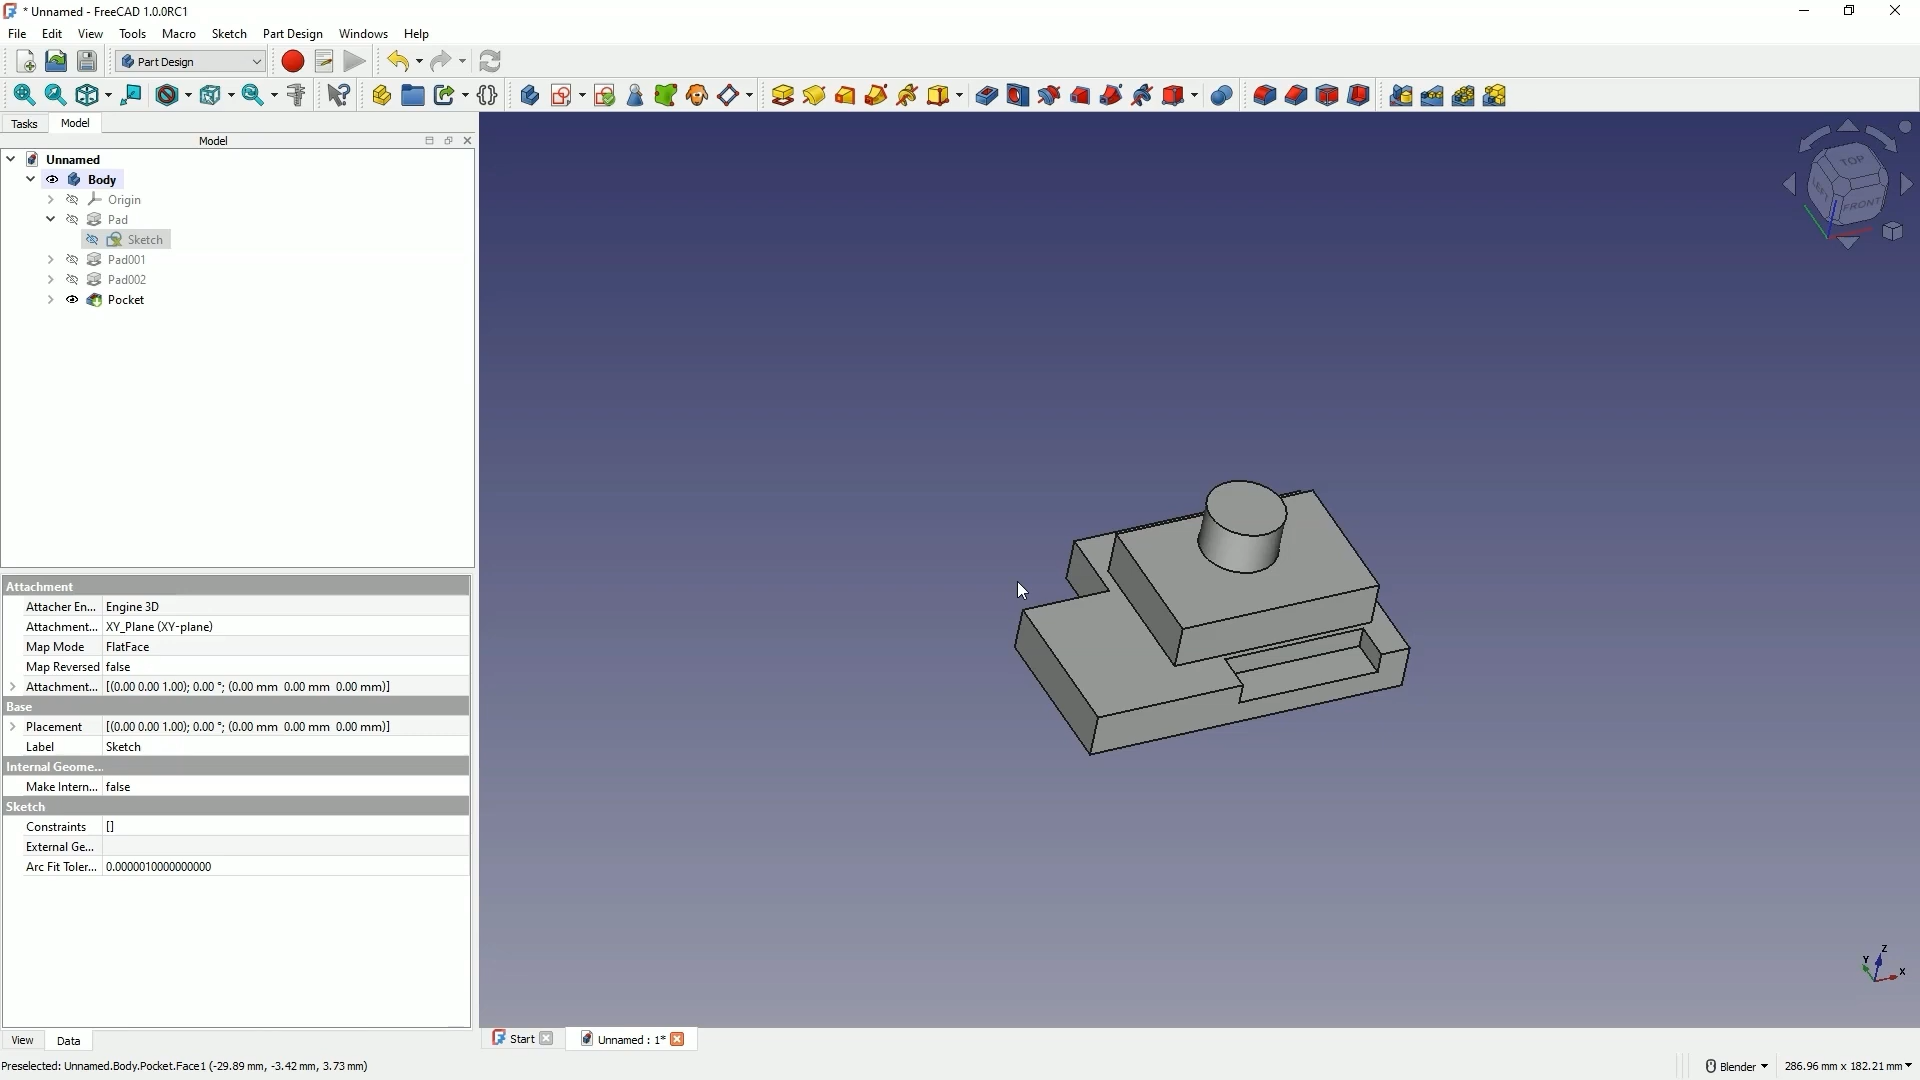 * Unnamed - FreeCAD 1.0.0RC1
File Edit View Tools Macro Sketch Part Design Windows Help
Part Design
Tasks Model
Model
Unnamed
Body
Origin
Pad
Sketch
Pad001
Pad002
Pocket
Attachment
Attacher En... Engine 3D
Attachment... XY_Plane (XY-plane)
Map Mode FlatFace
Map Reversed false
Attachment... [(0.00 0.00 1.00); 0.00 °; (0.00 mm 0.00 mm 0.00 mm)]
Base
Placement [(0.00 0.00 1.00); 0.00 °; (0.00 mm 0.00 mm 0.00 mm)]
Label Sketch
Internal Geome...
Make Intern... false
Sketch
Constraints []
External Ge...
Arc Fit Toler... 0.0000010000000000
View Data
TOP
LEFT
FRONT
Z
Y
X
Start
Unnamed : 1*
Preselected: Unnamed.Body.Pocket.Face1 (-29.89 mm, -3.42 mm, 3.73 mm)
Blender
286.96 mm x 182.21 mm